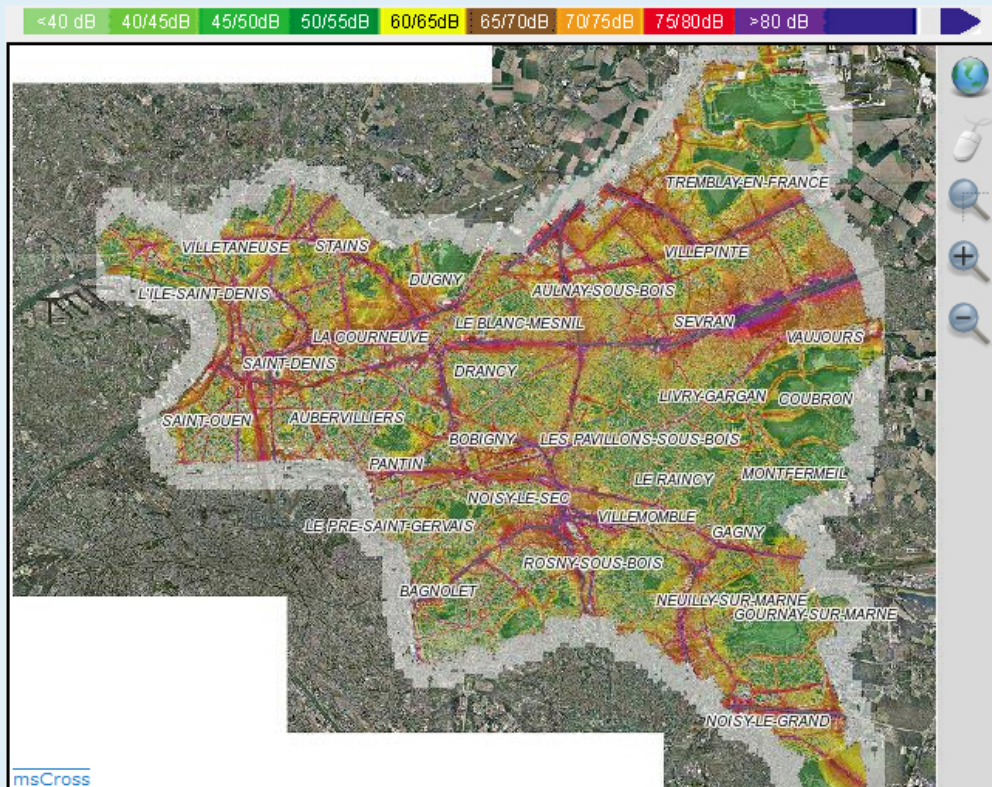 <40 dB 40/45dB 45/50dB 50/55dB 60/65dB 65/70dB 70/75dB 75/80dB >80 dB
TREMBLAY-EN-FRANCE
VILLETANEUSE STAINS VILLEPINTE
DUGNY
L'ILE-SAINT-DENIS AULNAY-SOUS-BOIS
LE BLANC-MESNIL SEVRAN
LA COURNEUVE VAUJOURS
SAINT-DENIS DRANCY
LIVRY-GARGAN COUBRON
SAINT-OUEN AUBERVILLIERS
BOBIGNY LES PAVILLONS-SOUS-BOIS
PANTIN LE RAINCY MONTFERMEIL
NOISY-LE-SEC
LE PRE-SAINT-GERVAIS VILLEMOMBLE
GAGNY
ROSNY-SOUS-BOIS
BAGNOLET NEUILLY-SUR-MARNE
GOURNAY-SUR-MARNE
NOISY-LE-GRAND
msCross